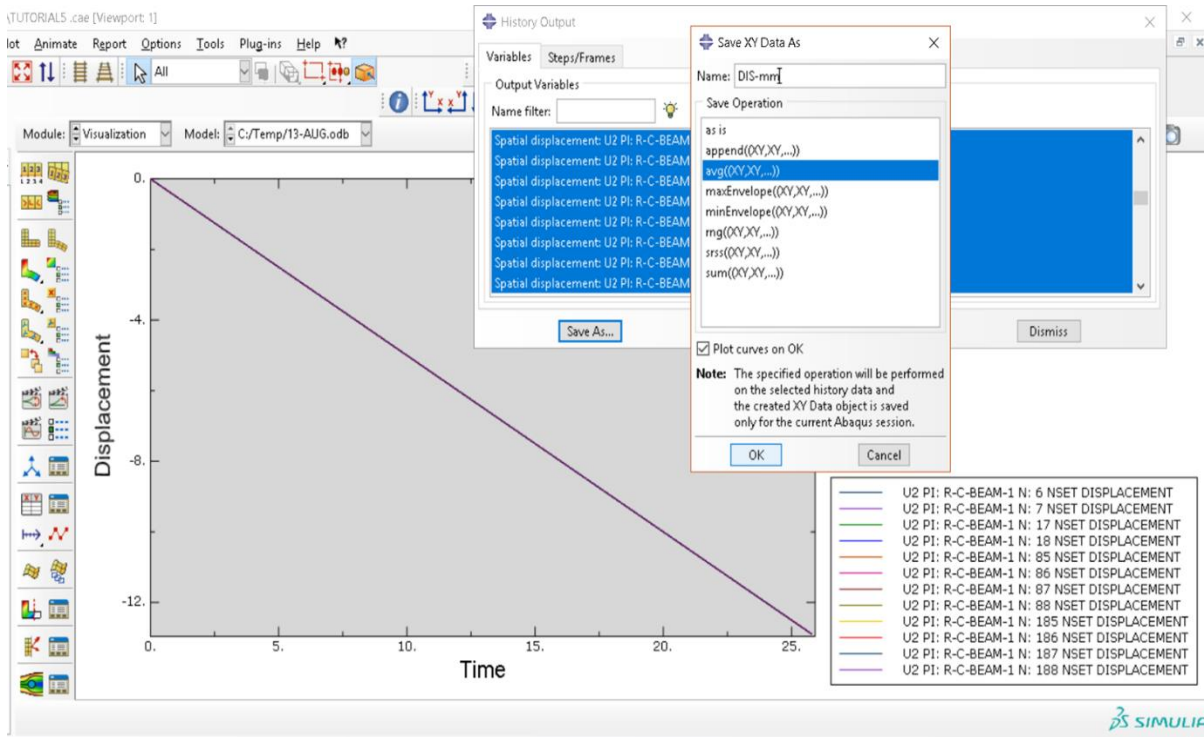 \TUTORIAL5 .cae [Viewport: 1]
lot Animate Report Options Tools Plug-ins Help
All
Module: Visualization Model: C:/Temp/13-AUG.odb
History Output
Variables Steps/Frames
Output Variables
Name filter:
Spatial displacement: U2 PI: R-C-BEAM
Spatial displacement: U2 PI: R-C-BEAM
Spatial displacement: U2 PI: R-C-BEAM
Spatial displacement: U2 PI: R-C-BEAM
Spatial displacement: U2 PI: R-C-BEAM
Spatial displacement: U2 PI: R-C-BEAM
Spatial displacement: U2 PI: R-C-BEAM
Spatial displacement: U2 PI: R-C-BEAM
Save As...
Dismiss
Save XY Data As
Name: DIS-mm
Save Operation
as is
append((XY,XY,...))
avg((XY,XY,...))
maxEnvelope((XY,XY,...))
minEnvelope((XY,XY,...))
rng((XY,XY,...))
srss((XY,XY,...))
sum((XY,XY,...))
Plot curves on OK
Note: The specified operation will be performed
on the selected history data and
the created XY Data object is saved
only for the current Abaqus session.
OK Cancel
Displacement
0.
-4.
-8.
-12.
0. 5. 10. 15. 20. 25.
Time
U2 PI: R-C-BEAM-1 N: 6 NSET DISPLACEMENT
U2 PI: R-C-BEAM-1 N: 7 NSET DISPLACEMENT
U2 PI: R-C-BEAM-1 N: 17 NSET DISPLACEMENT
U2 PI: R-C-BEAM-1 N: 18 NSET DISPLACEMENT
U2 PI: R-C-BEAM-1 N: 85 NSET DISPLACEMENT
U2 PI: R-C-BEAM-1 N: 86 NSET DISPLACEMENT
U2 PI: R-C-BEAM-1 N: 87 NSET DISPLACEMENT
U2 PI: R-C-BEAM-1 N: 88 NSET DISPLACEMENT
U2 PI: R-C-BEAM-1 N: 185 NSET DISPLACEMENT
U2 PI: R-C-BEAM-1 N: 186 NSET DISPLACEMENT
U2 PI: R-C-BEAM-1 N: 187 NSET DISPLACEMENT
U2 PI: R-C-BEAM-1 N: 188 NSET DISPLACEMENT
SIMULIA